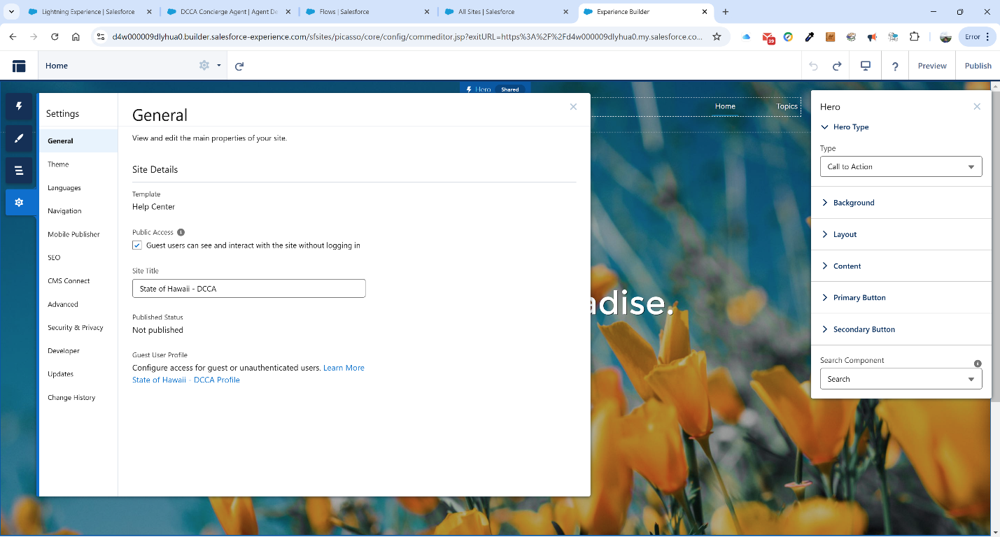 Lightning Experience | Salesforce
DCCA Concierge Agent | Agent De
Flows | Salesforce
All Sites | Salesforce
Experience Builder
d4w000009dlyhua0.builder.salesforce-experience.com/sfsites/picasso/core/config/commeditor.jsp?exitURL=https%3A%2F%2Fd4w000009dlyhua0.my.salesforce.co...
39
Error
Home
?
Preview
Publish
Hero
Shared
Home
Topics
adise.
Settings
General
Theme
Languages
Navigation
Mobile Publisher
SEO
CMS Connect
Advanced
Security & Privacy
Developer
Updates
Change History
General
View and edit the main properties of your site.
Site Details
Template
Help Center
Public Access
Guest users can see and interact with the site without logging in
Site Title
State of Hawaii - DCCA
Published Status
Not published
Guest User Profile
Configure access for guest or unauthenticated users. Learn More
State of Hawaii - DCCA Profile
Hero
Hero Type
Type
Call to Action
Background
Layout
Content
Primary Button
Secondary Button
Search Component
Search